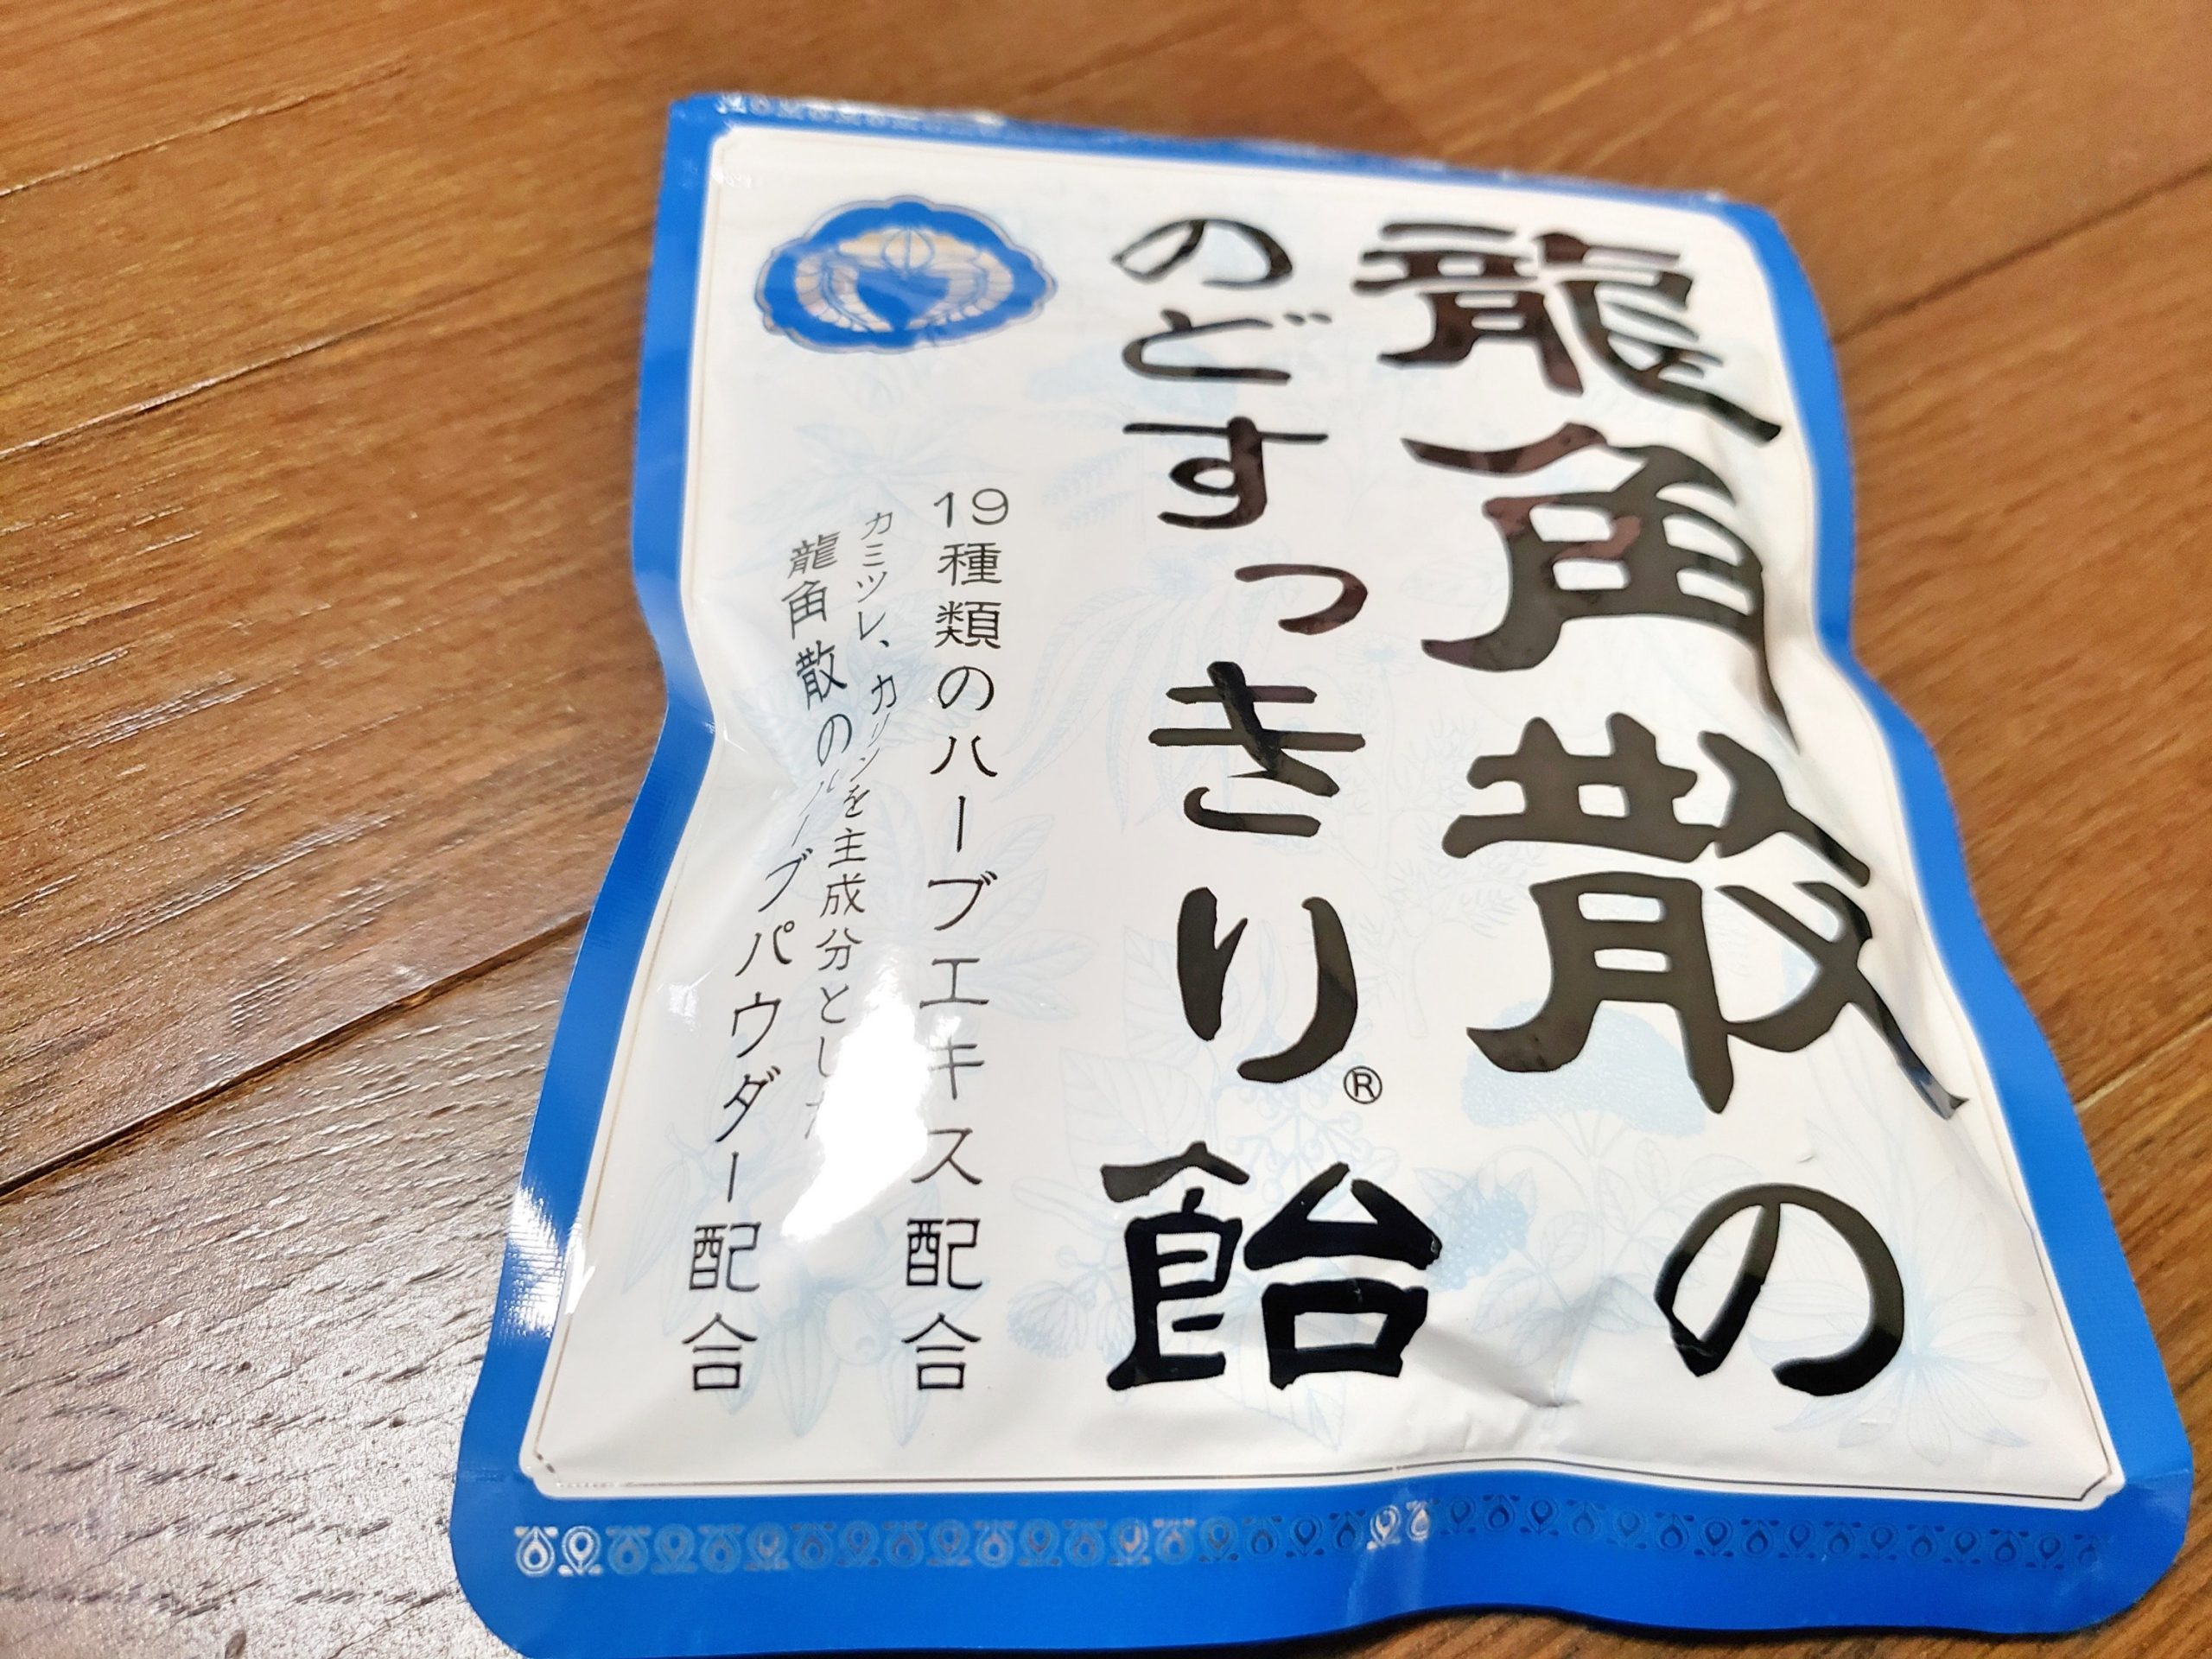 龍角散の
のどすっきり®飴
19種類のハーブエキス配合
カミツレ、カリンを主成分とした
龍角散のハーブパウダー配合